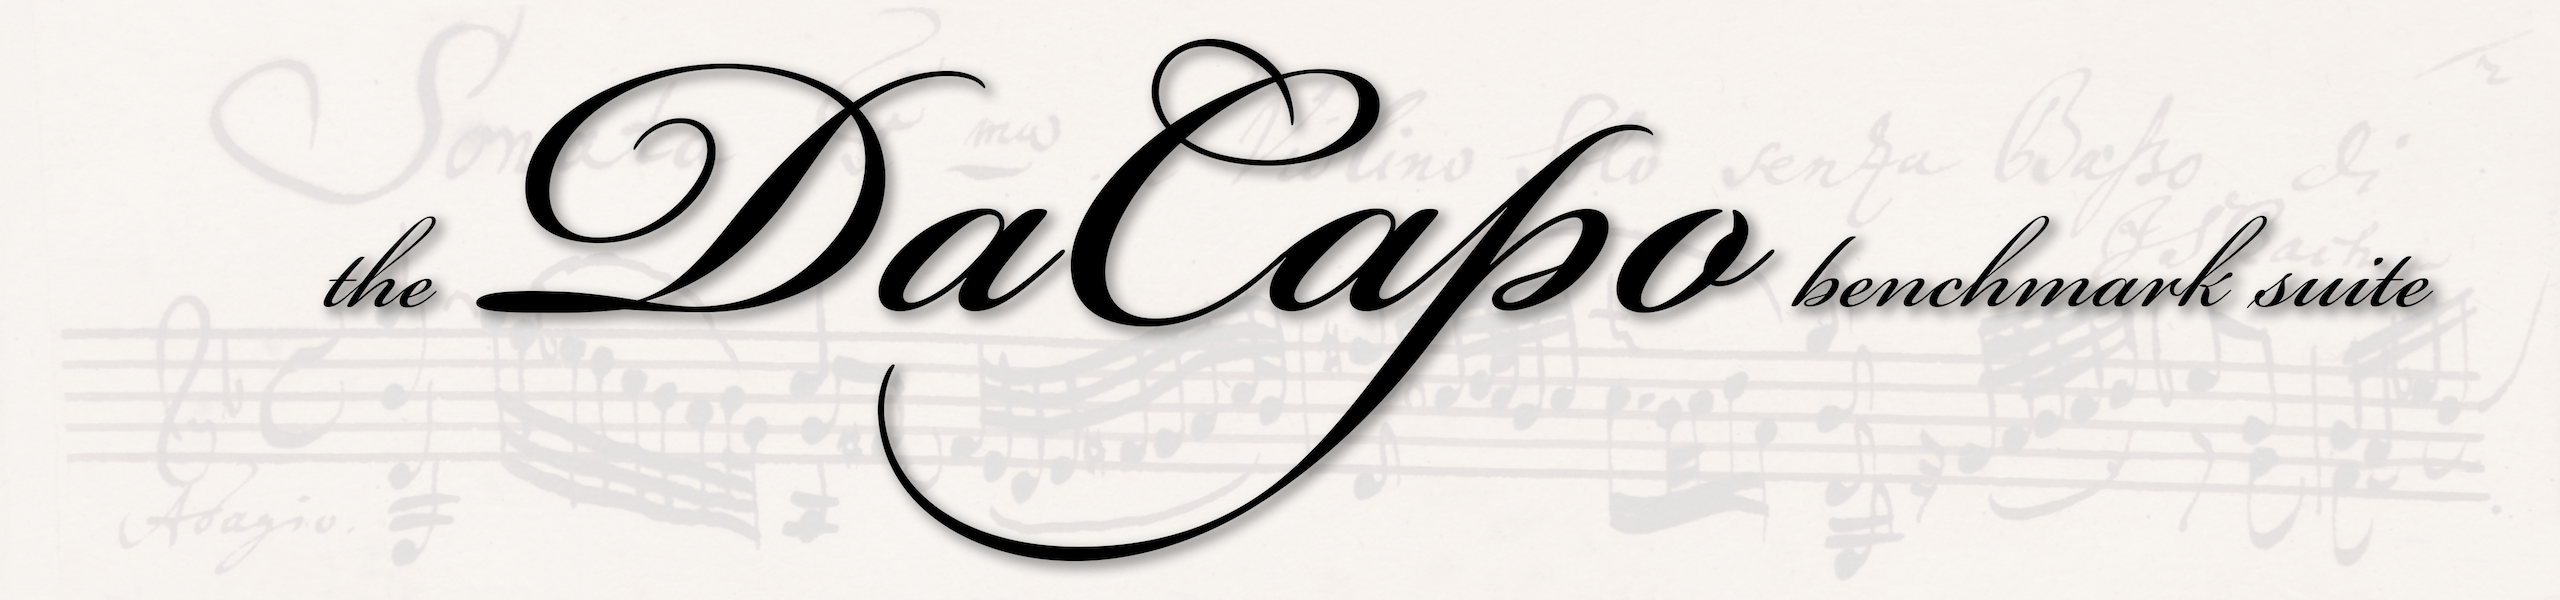 Sonata 1ma Violino Solo senza Basso di
J S Bach
the DaCapo benchmark suite
Adagio.